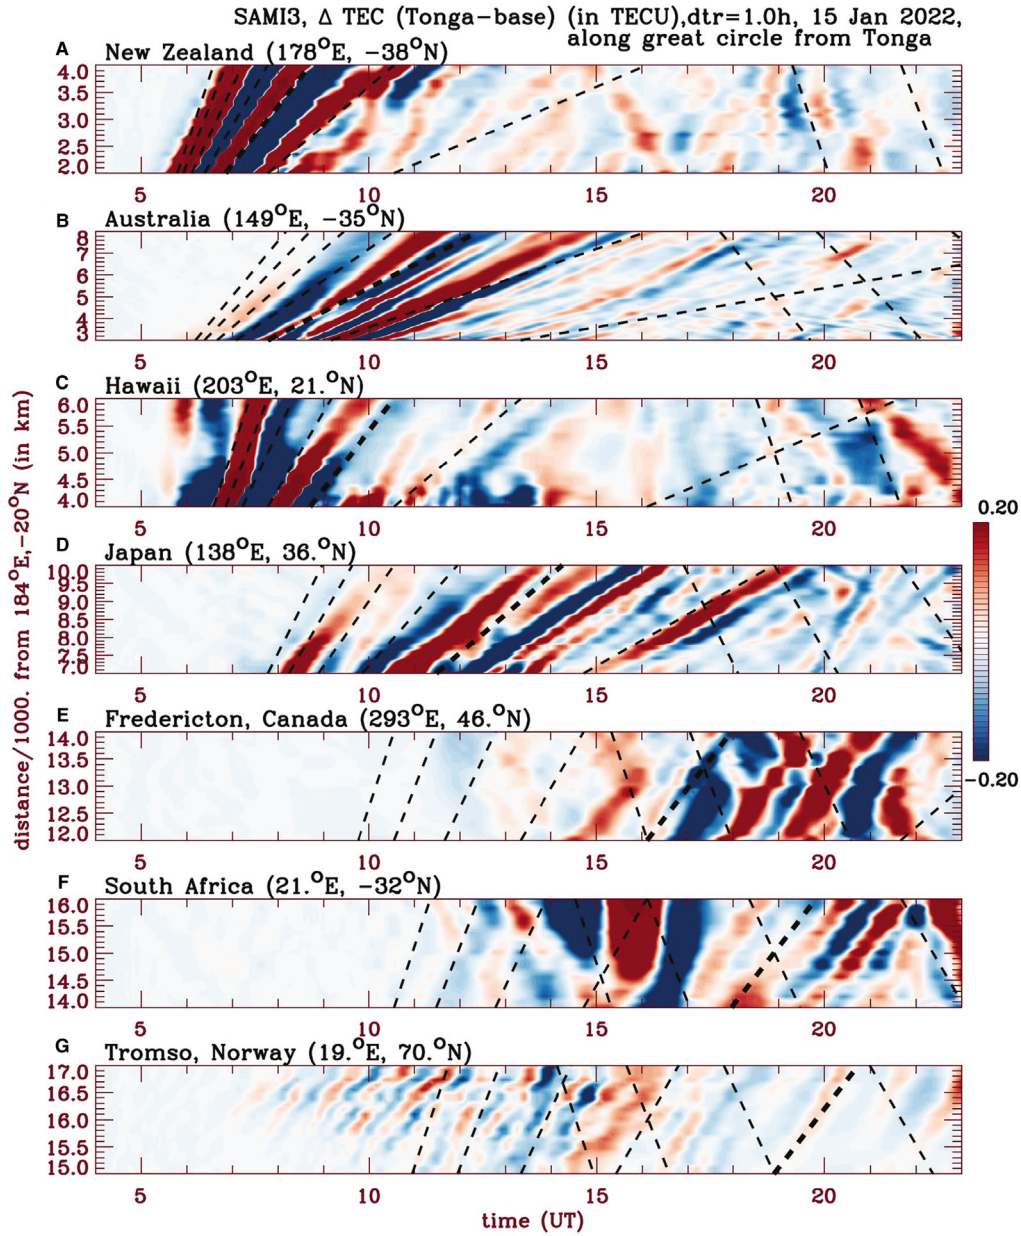 SAMI3, Δ TEC (Tonga-base) (in TECU),dtr=1.0h, 15 Jan 2022,
along great circle from Tonga
A New Zealand (178°E, -38°N)
4.0
3.5
3.0
2.5
2.0
5 10 15 20
B Australia (149°E, -35°N)
8
7
6
5
4
3
5 10 15 20
C Hawaii (203°E, 21.°N)
6.0
5.5
5.0
4.5
4.0
5 10 15 20
D Japan (138°E, 36.°N)
10.0
9.0
8.0
7.5
7.0
5 10 15 20
E Fredericton, Canada (293°E, 46.°N)
14.0
13.5
13.0
12.5
12.0
5 10 15 20
F South Africa (21.°E, -32°N)
16.0
15.5
15.0
14.5
14.0
5 10 15 20
G Tromso, Norway (19.°E, 70.°N)
17.0
16.5
16.0
15.5
15.0
5 10 15 20
time (UT)
distance/1000. from 184°E,-20°N (in km)
0.20
-0.20